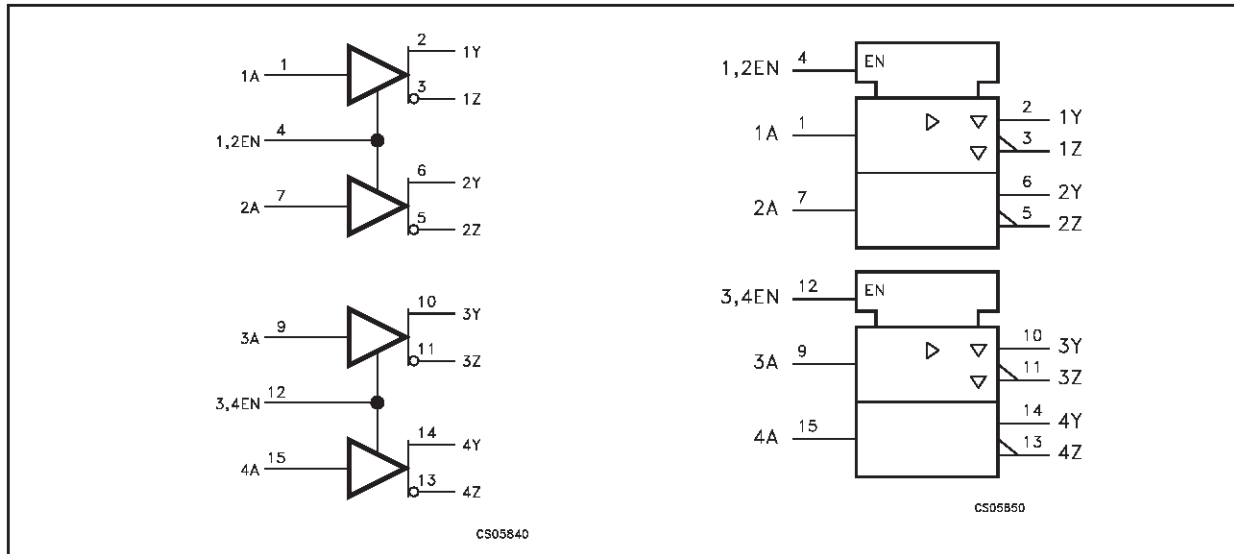 1A 1 2 1Y
3 1Z
1,2EN 4
2A 7 6 2Y
5 2Z
3A 9 10 3Y
11 3Z
3,4EN 12
4A 15 14 4Y
13 4Z
CS05840
1,2EN 4 EN
1A 1 2 1Y
3 1Z
2A 7 6 2Y
5 2Z
3,4EN 12 EN
3A 9 10 3Y
11 3Z
4A 15 14 4Y
13 4Z
CS05850